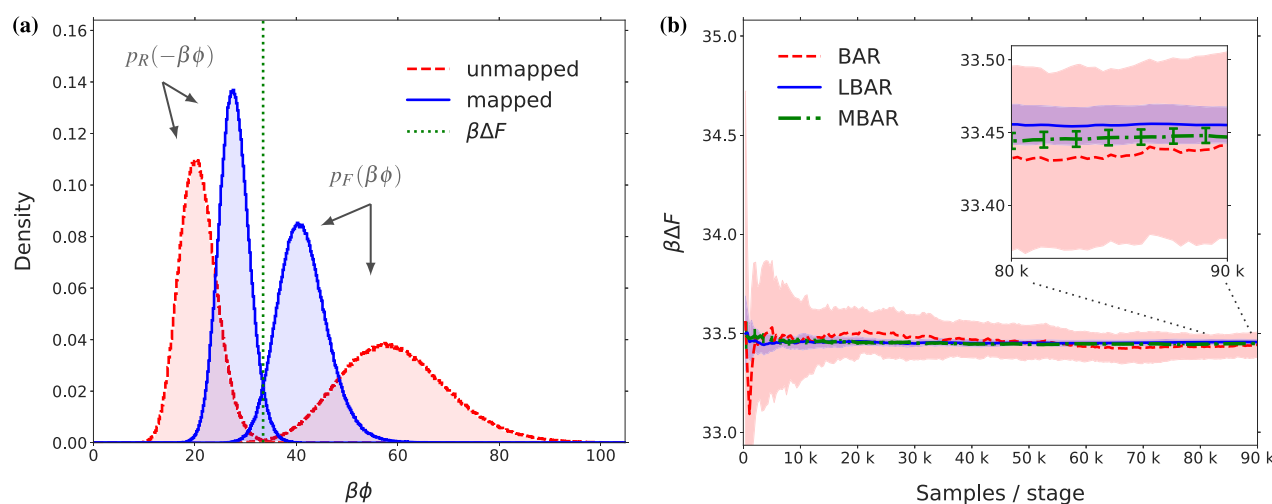 (a)
0.16
0.14
0.12
0.10
0.08
0.06
0.04
0.02
0.00
Density
0
20
40
60
80
100
βϕ
p_R(−βϕ)
p_F(βϕ)
unmapped
mapped
βΔF
(b)
35.0
34.5
34.0
33.5
33.0
βΔF
0
10 k
20 k
30 k
40 k
50 k
60 k
70 k
80 k
90 k
Samples / stage
BAR
LBAR
MBAR
33.50
33.45
33.40
80 k
90 k